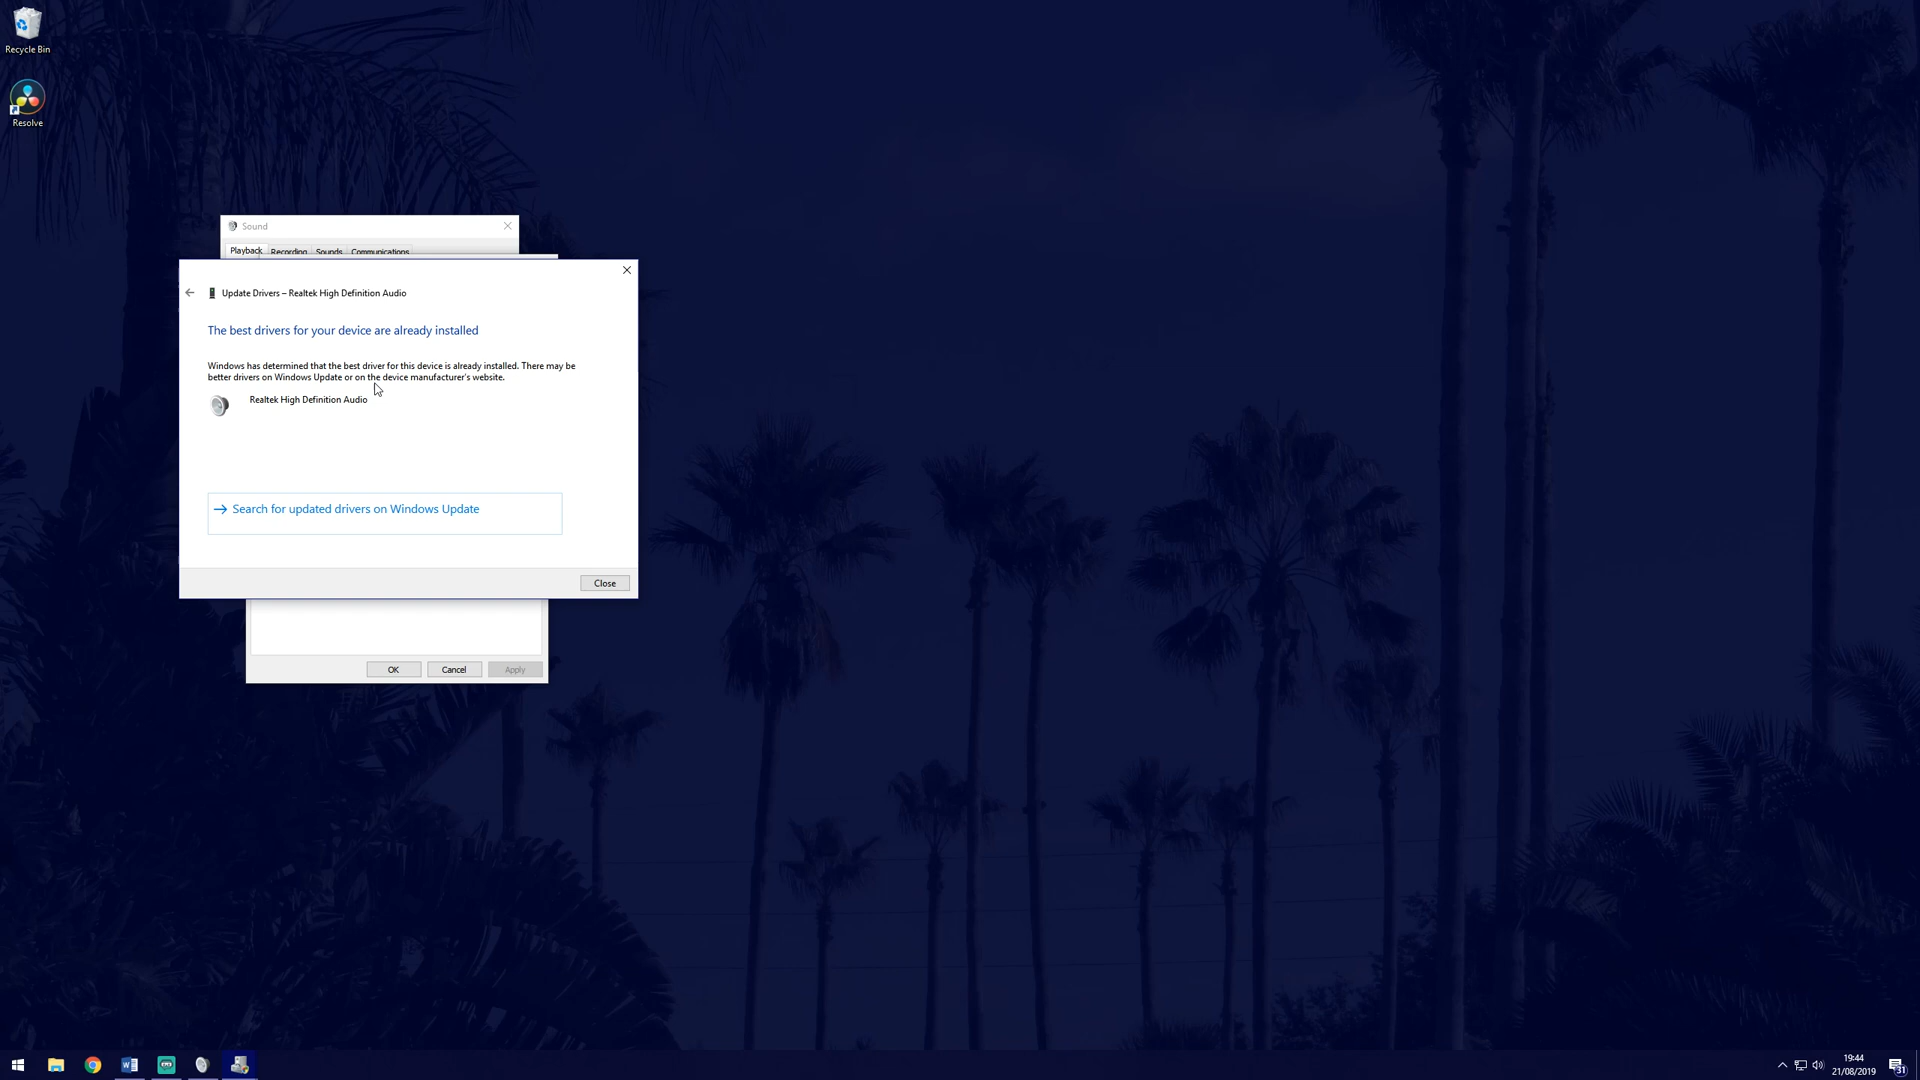 Recycle Bin
Resolve
Sound
Playback Recording Sounds Communications
Update Drivers – Realtek High Definition Audio
The best drivers for your device are already installed
Windows has determined that the best driver for this device is already installed. There may be
better drivers on Windows Update or on the device manufacturer's website.
Realtek High Definition Audio
Search for updated drivers on Windows Update
Close
OK Cancel Apply
19:44
21/08/2019
31